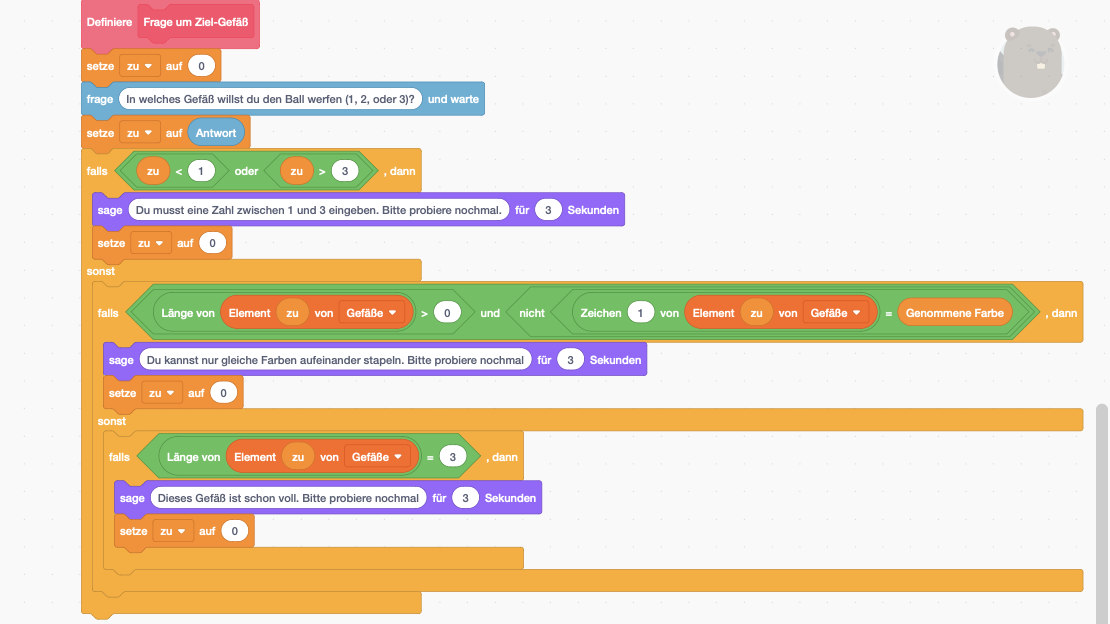 Definiere Frage um Ziel-Gefäß
setze zu auf 0
frage In welches Gefäß willst du den Ball werfen (1, 2, oder 3)? und warte
setze zu auf Antwort
falls zu < 1 oder zu > 3 , dann
sage Du musst eine Zahl zwischen 1 und 3 eingeben. Bitte probiere nochmal. für 3 Sekunden
setze zu auf 0
sonst
falls Länge von Element zu von Gefäße > 0 und nicht Zeichen 1 von Element zu von Gefäße = Genommene Farbe , dann
sage Du kannst nur gleiche Farben aufeinander stapeln. Bitte probiere nochmal für 3 Sekunden
setze zu auf 0
sonst
falls Länge von Element zu von Gefäße = 3 , dann
sage Dieses Gefäß ist schon voll. Bitte probiere nochmal für 3 Sekunden
setze zu auf 0